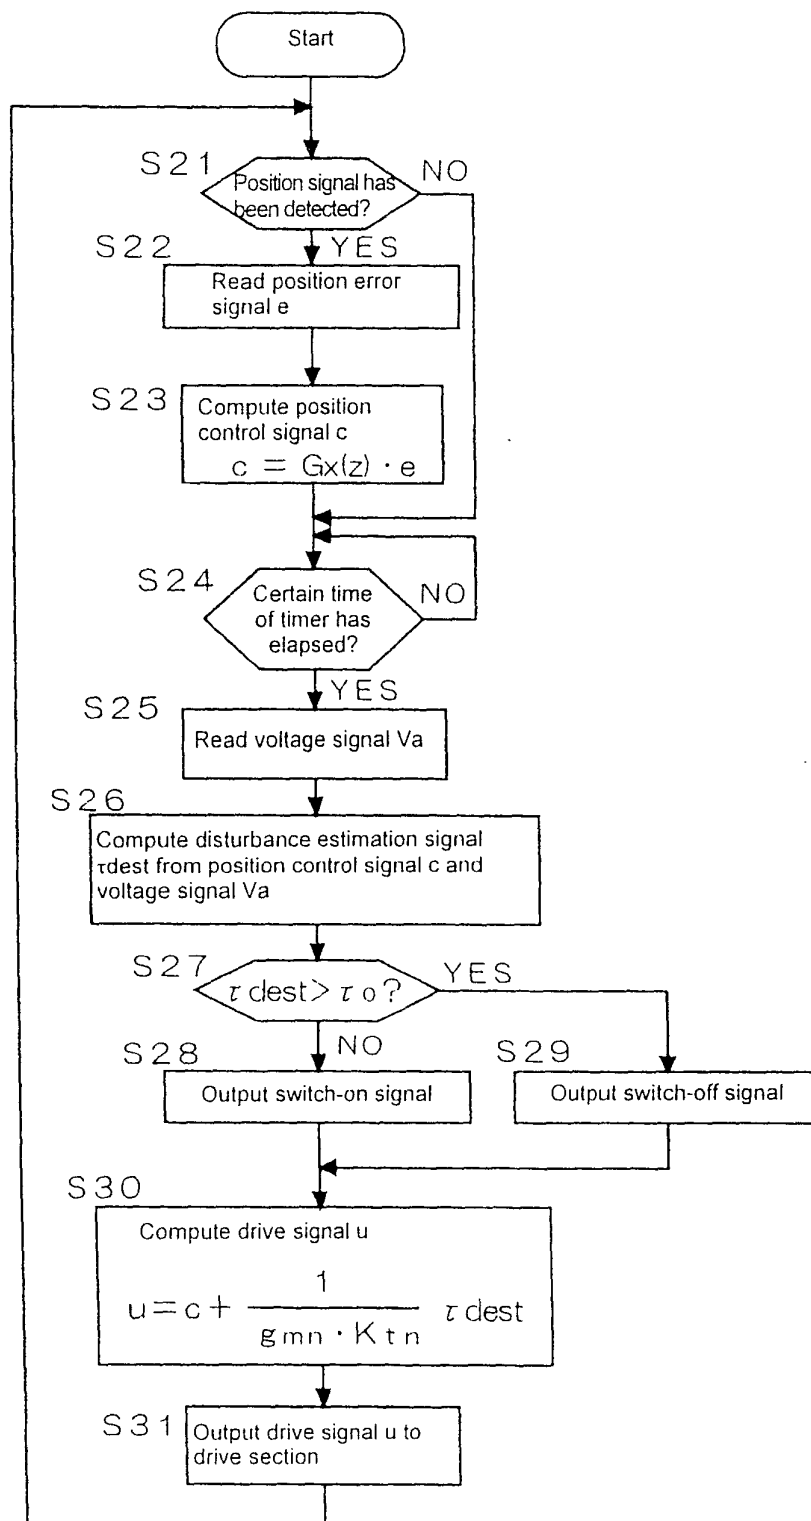 Start
S21
Position signal has
been detected?
NO
YES
S22
Read position error
signal e
S23
Compute position
control signal c
c = Gx(z) · e
S24
Certain time
of timer has
elapsed?
NO
YES
S25
Read voltage signal Va
S26
Compute disturbance estimation signal
τdest from position control signal c and
voltage signal Va
S27
τ dest > τ o ?
YES
NO
S28
Output switch-on signal
S29
Output switch-off signal
S30
Compute drive signal u
u = c + 1 / gmn · Ktn τ dest
S31
Output drive signal u to
drive section